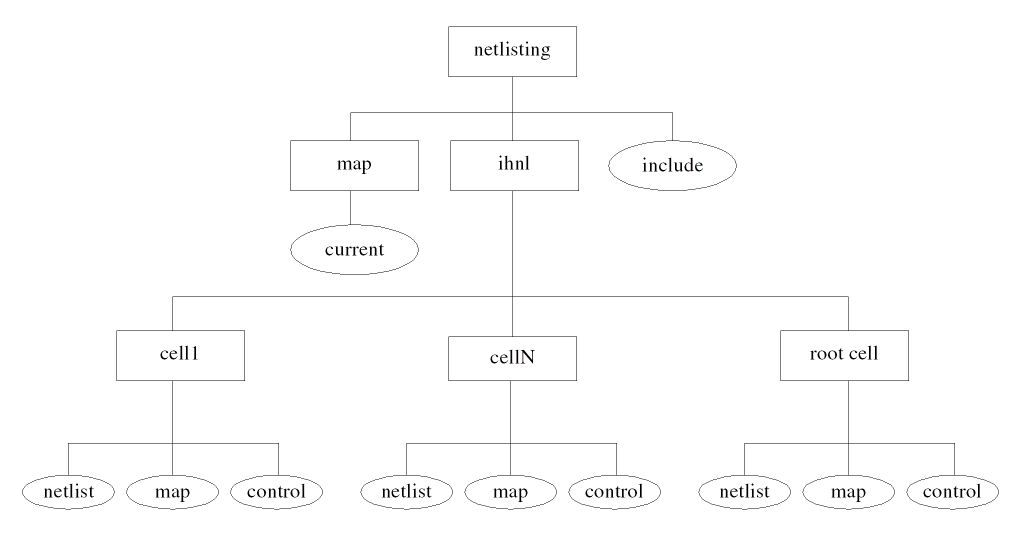 netlisting
map
ihnl
include
current
cell1
cellN
root cell
netlist
map
control
netlist
map
control
netlist
map
control